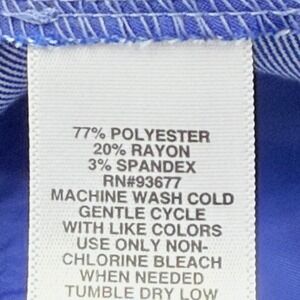 77% POLYESTER
20% RAYON
3% SPANDEX
RN#93677
MACHINE WASH COLD
GENTLE CYCLE
WITH LIKE COLORS
USE ONLY NON-
CHLORINE BLEACH
WHEN NEEDED
TUMBLE DRY LOW